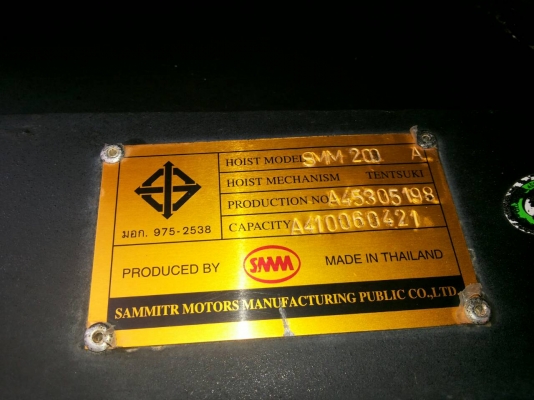 HOIST MODEL SMM 200 A
HOIST MECHANISM TENTSUKI
PRODUCTION NO A45305198
CAPACITY A410060421
มอก. 975-2538
PRODUCED BY SMM MADE IN THAILAND
SAMMITR MOTORS MANUFACTURING PUBLIC CO.,LTD.